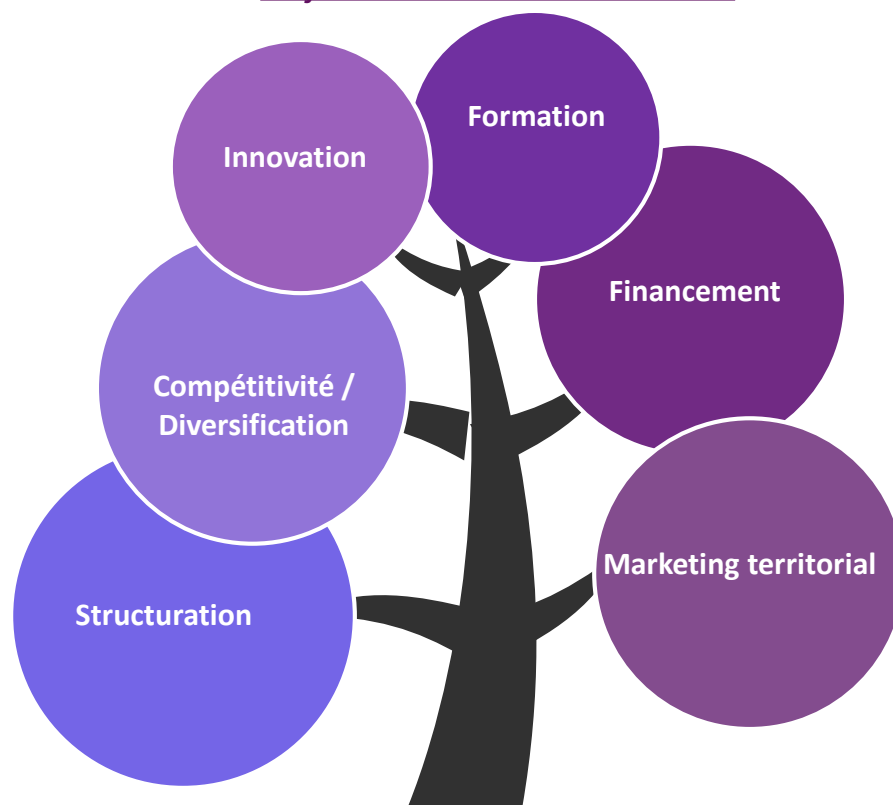 Formation
Innovation
Financement
Compétitivité /
Diversification
Marketing territorial
Structuration